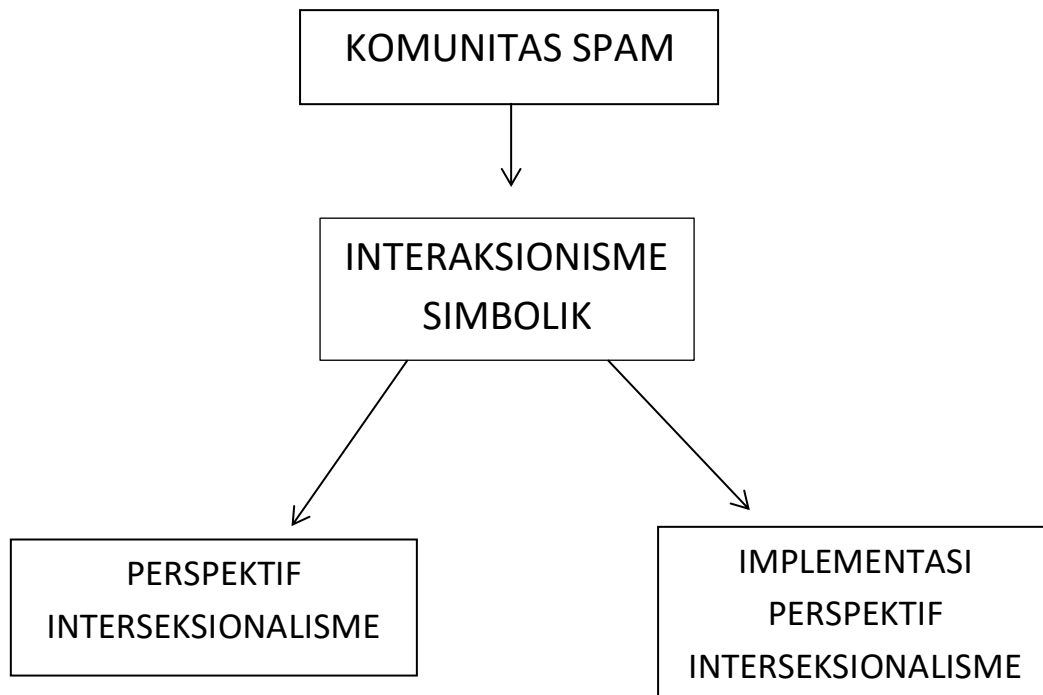 KOMUNITAS SPAM
INTERAKSIONISME
SIMBOLIK
PERSPEKTIF
INTERSEKSIONALISME
IMPLEMENTASI
PERSPEKTIF
INTERSEKSIONALISME